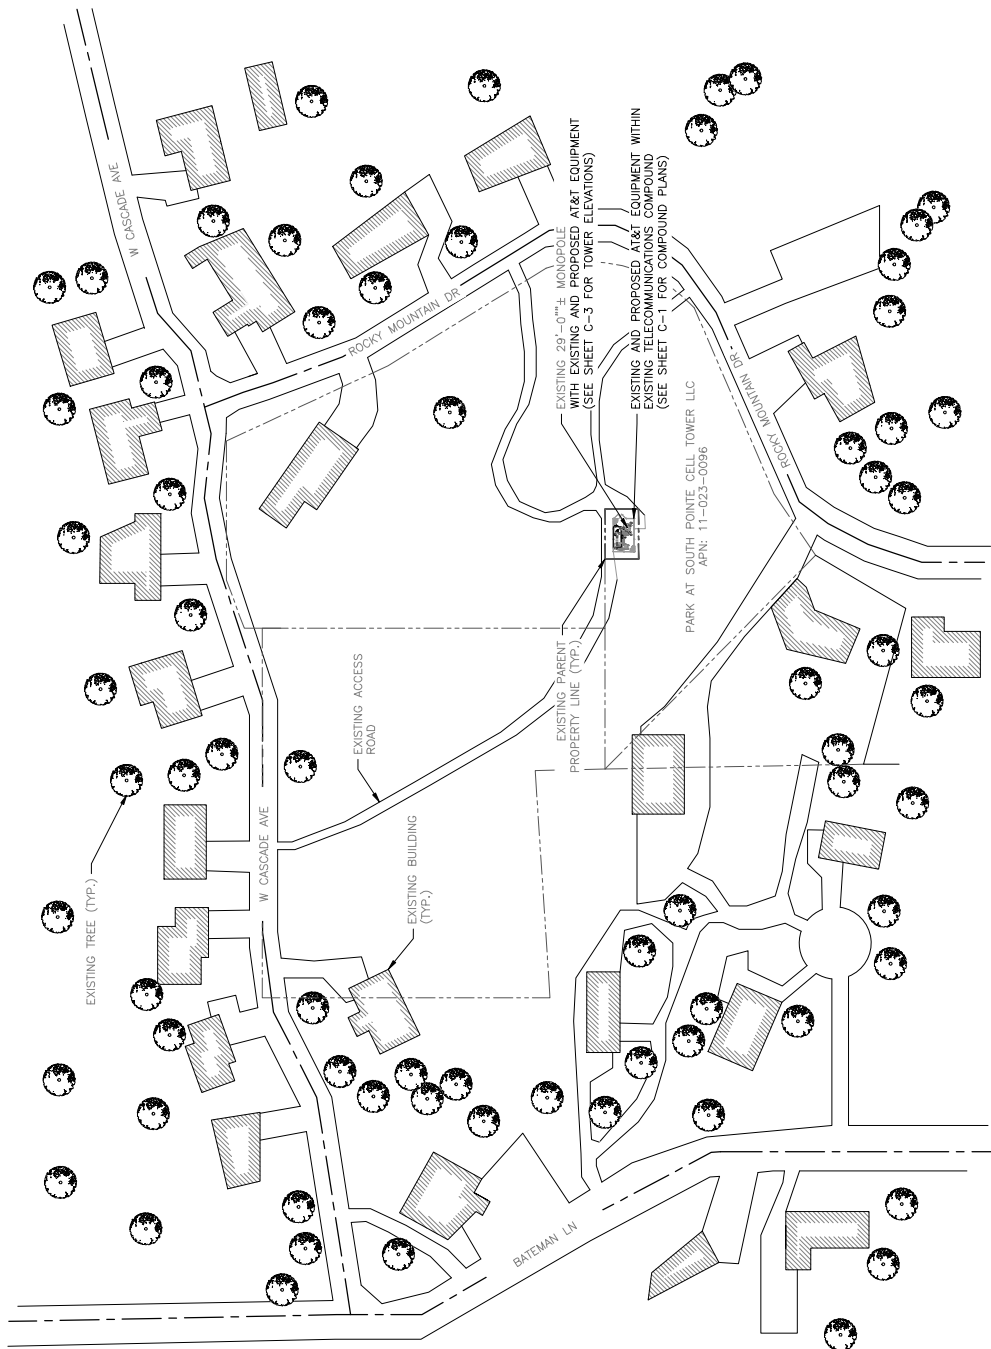 W CASCADE AVE
ROCKY MOUNTAIN DR
EXISTING 29'-0"± MONOPOLE
WITH EXISTING AND PROPOSED AT&T EQUIPMENT
(SEE SHEET C-3 FOR TOWER ELEVATIONS)
EXISTING AND PROPOSED AT&T EQUIPMENT WITHIN
EXISTING TELECOMMUNICATIONS COMPOUND
(SEE SHEET C-1 FOR COMPOUND PLANS)
ROCKY MOUNTAIN DR
PARK AT SOUTH POINTE CELL TOWER LLC
APN: 11-023-0096
EXISTING PARENT
PROPERTY LINE (TYP.)
EXISTING ACCESS
ROAD
W CASCADE AVE
EXISTING BUILDING
(TYP.)
EXISTING TREE (TYP.)
BATEMAN LN